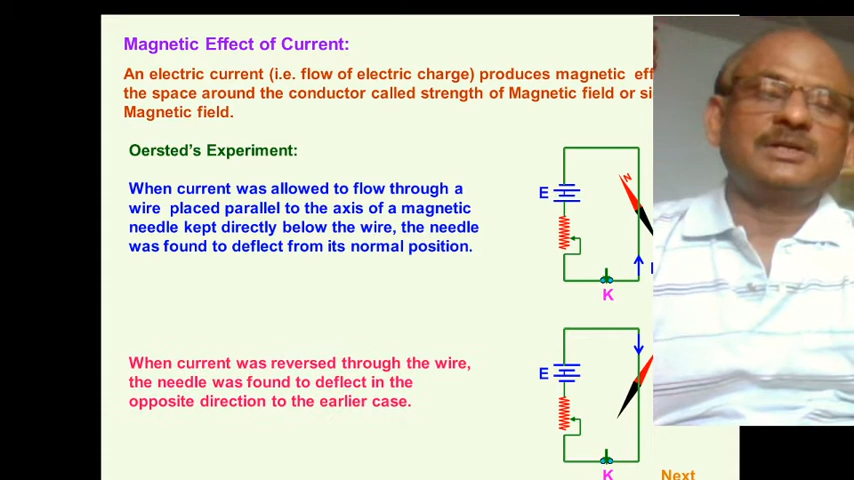 Magnetic Effect of Current:
An electric current (i.e. flow of electric charge) produces magnetic
the space around the conductor called strength of Magnetic field or
Magnetic field.
Oersted's Experiment:
When current was allowed to flow through a
wire placed parallel to the axis of a magnetic
needle kept directly below the wire, the needle
was found to deflect from its normal position.
N
E
K
When current was reversed through the wire,
the needle was found to deflect in the
opposite direction to the earlier case.
E
K
Next